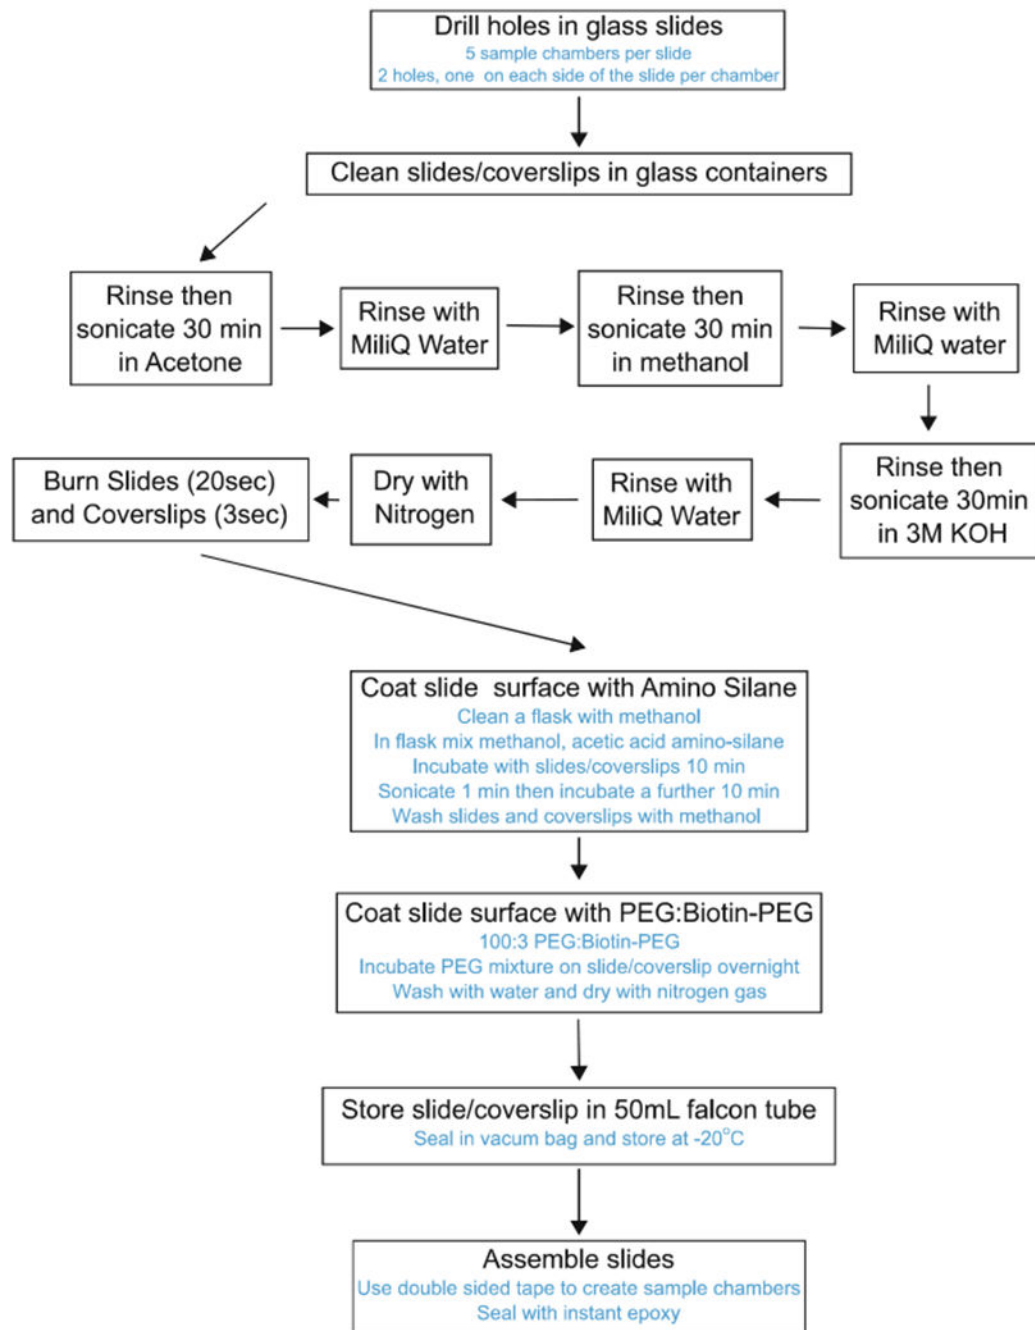 Drill holes in glass slides
5 sample chambers per slide
2 holes, one on each side of the slide per chamber
Clean slides/coverslips in glass containers
Rinse then
sonicate 30 min
in Acetone
Rinse with
MiliQ Water
Rinse then
sonicate 30 min
in methanol
Rinse with
MiliQ water
Rinse then
sonicate 30min
in 3M KOH
Rinse with
MiliQ Water
Dry with
Nitrogen
Burn Slides (20sec)
and Coverslips (3sec)
Coat slide surface with Amino Silane
Clean a flask with methanol
In flask mix methanol, acetic acid amino-silane
Incubate with slides/coverslips 10 min
Sonicate 1 min then incubate a further 10 min
Wash slides and coverslips with methanol
Coat slide surface with PEG:Biotin-PEG
100:3 PEG:Biotin-PEG
Incubate PEG mixture on slide/coverslip overnight
Wash with water and dry with nitrogen gas
Store slide/coverslip in 50mL falcon tube
Seal in vacum bag and store at -20°C
Assemble slides
Use double sided tape to create sample chambers
Seal with instant epoxy